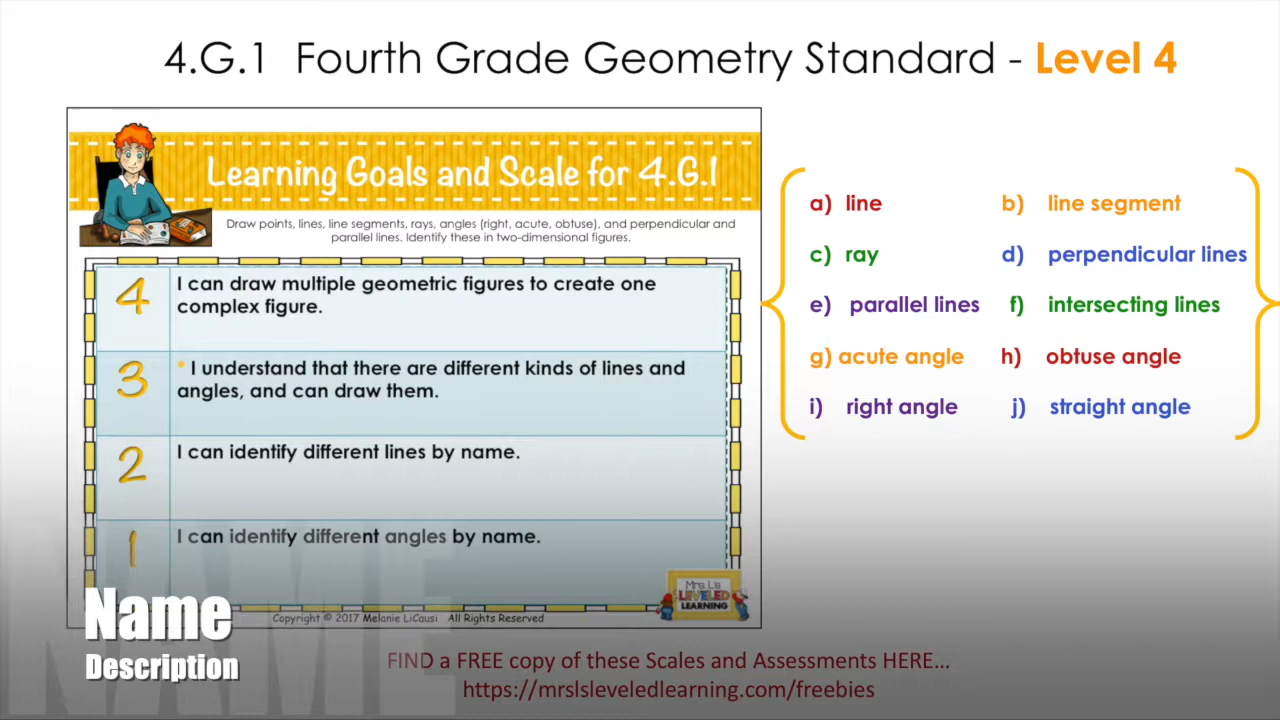 4.G.1 Fourth Grade Geometry Standard - Level 4
Learning Goals and Scale for 4.G.1
Draw points, lines, line segments, rays, angles (right, acute, obtuse), and perpendicular and
parallel lines. Identify these in two-dimensional figures.
4 I can draw multiple geometric figures to create one
complex figure.
3 • I understand that there are different kinds of lines and
angles, and can draw them.
2 I can identify different lines by name.
1 I can identify different angles by name.
Mrs. L's
LEVELED
LEARNING
Copyright © 2017 Melanie LiCausi All Rights Reserved
a) line b) line segment
c) ray d) perpendicular lines
e) parallel lines f) intersecting lines
g) acute angle h) obtuse angle
i) right angle j) straight angle
NAME
NAME
Name
Description
FIND a FREE copy of these Scales and Assessments HERE...
https://mrslsleveledlearning.com/freebies